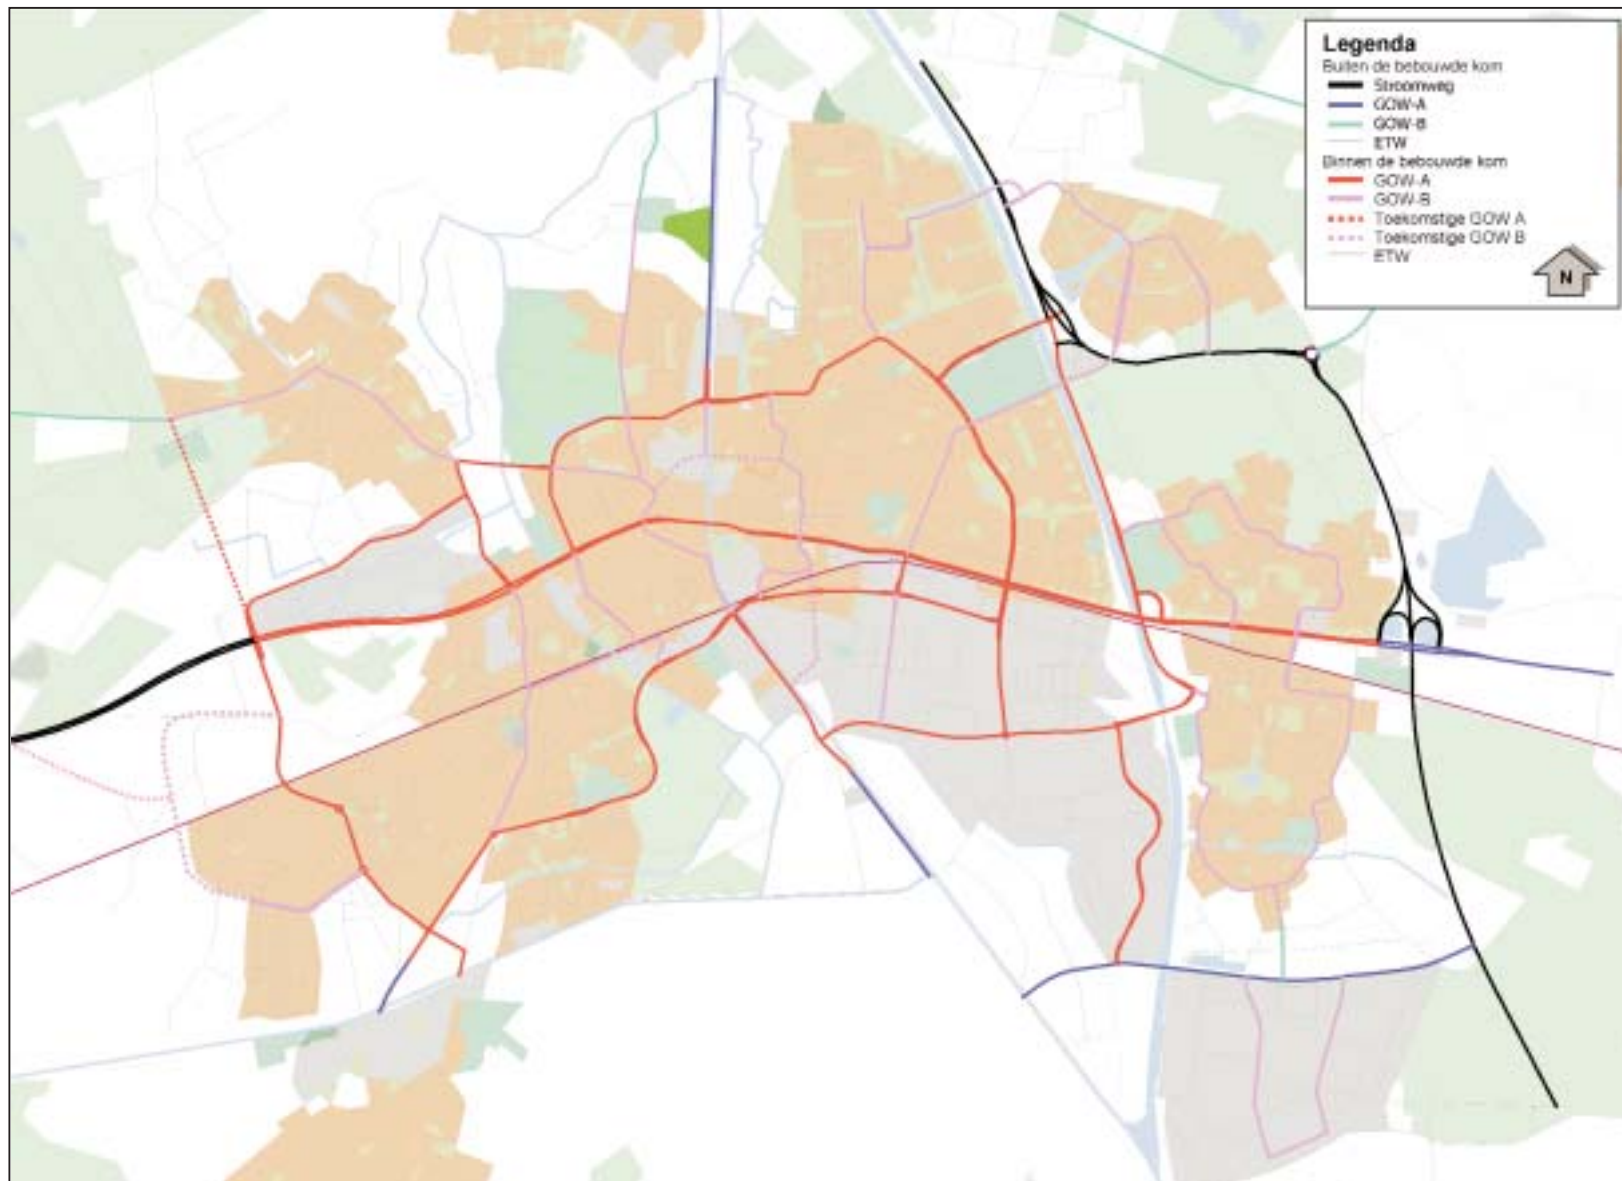 Legenda
Buiten de bebouwde kom
Stroomweg
GOW-A
GOW-B
ETW
Binnen de bebouwde kom
GOW-A
GOW-B
Toekomstige GOW A
Toekomstige GOW B
ETW
N